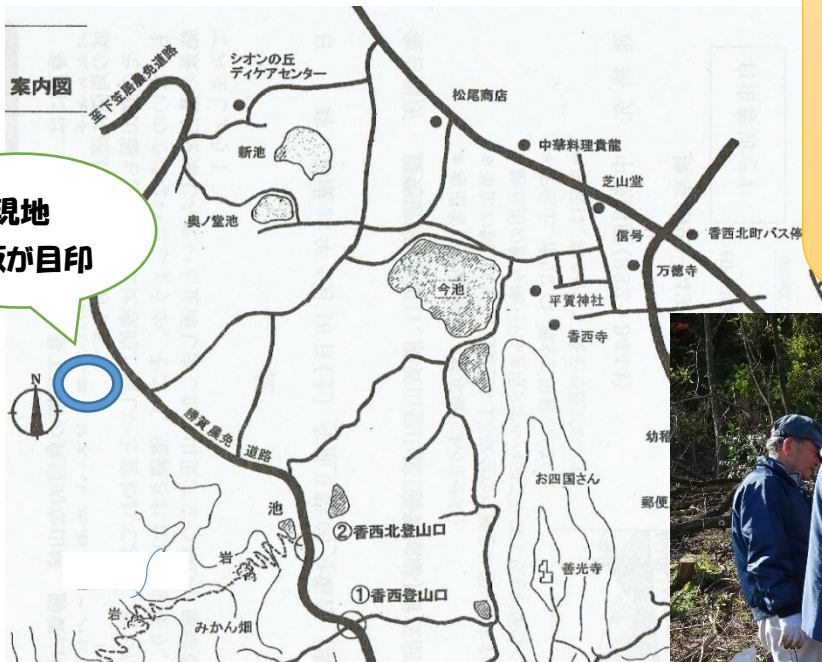 案内図
至下笠居農免道路
シオンの丘
ディケアセンター
松尾商店
新池
中華料理貴龍
現地
が目印
奥ノ堂池
芝山堂
信号
香西北町バス停
万徳寺
今池
平賀神社
香西寺
N
勝賀農免道路
お四国さん
池
②香西北登山口
岩
善光寺
①香西登山口
岩
みかん畑